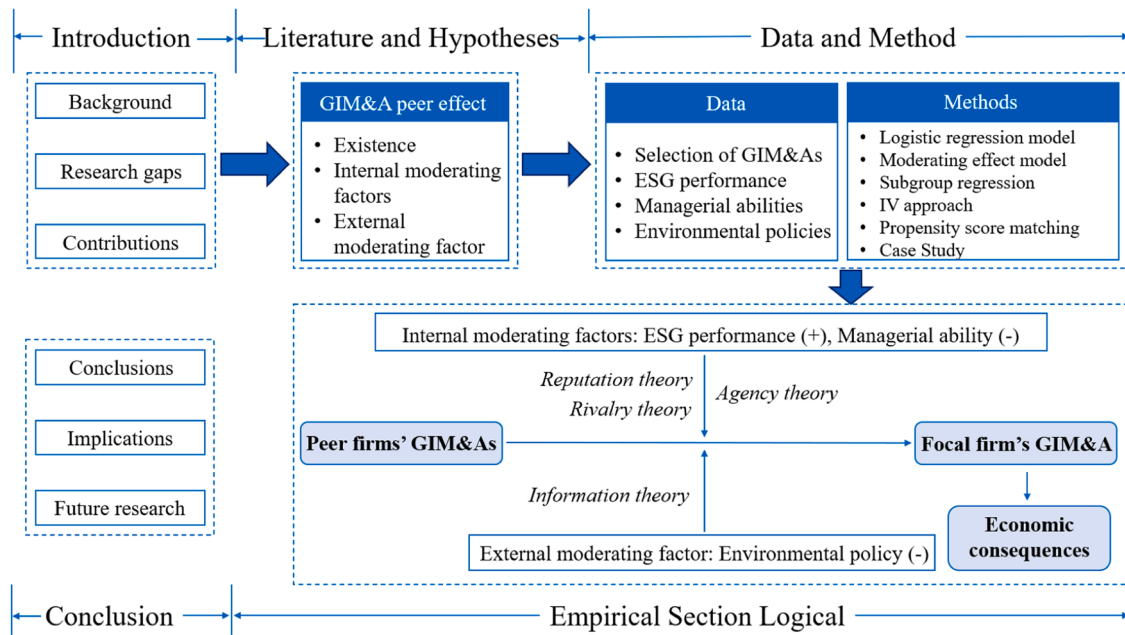 Introduction
Literature and Hypotheses
Data and Method
Background
Research gaps
Contributions
GIM&A peer effect
• Existence
• Internal moderating
factors
• External
moderating factor
Data
• Selection of GIM&As
• ESG performance
• Managerial abilities
• Environmental policies
Methods
• Logistic regression model
• Moderating effect model
• Subgroup regression
• IV approach
• Propensity score matching
• Case Study
Internal moderating factors: ESG performance (+), Managerial ability (-)
Reputation theory
Rivalry theory
Agency theory
Peer firms’ GIM&As
Focal firm’s GIM&A
Information theory
Economic
consequences
External moderating factor: Environmental policy (-)
Conclusions
Implications
Future research
Conclusion
Empirical Section Logical